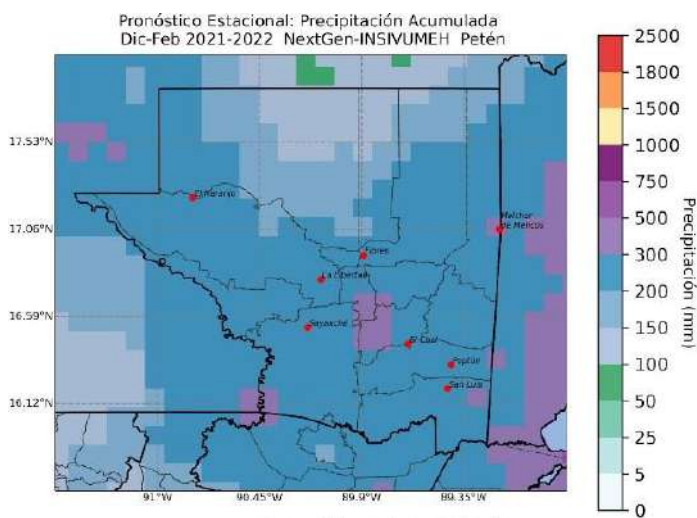 Pronóstico Estacional: Precipitación Acumulada
Dic-Feb 2021-2022 NextGen-INSIVUMEH Petén
17.53°N
17.06°N
16.59°N
16.12°N
91°W
90.45°W
89.9°W
89.35°W
El Naranjo
Melchor
de Mencos
Flores
La Libertad
Sayaxché
El Chal
Poptún
San Luis
2500
1800
1500
1000
750
500
300
200
150
100
50
25
5
0
Precipitación (mm)